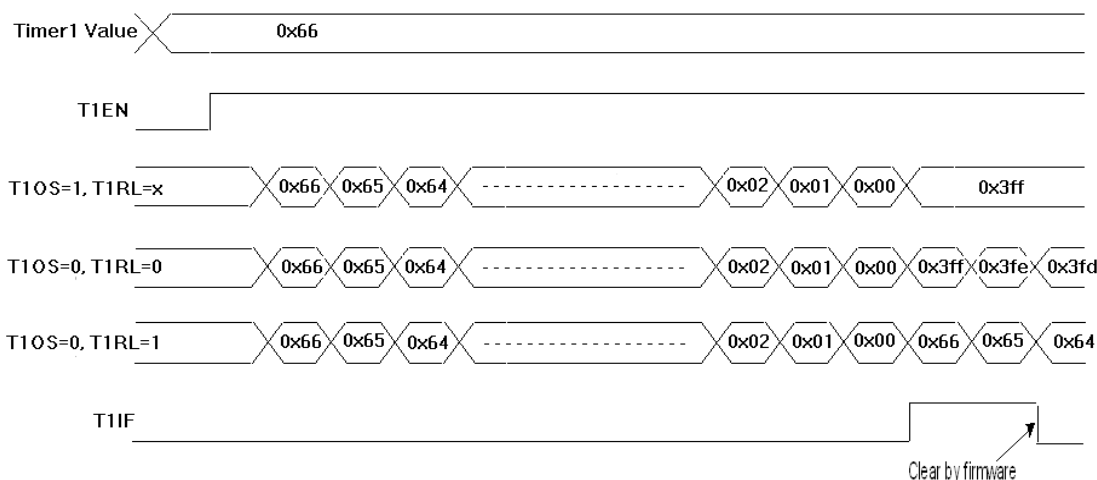 Timer1 Value 0x66
T1EN
T1OS=1, T1RL=x 0x66 0x65 0x64 0x02 0x01 0x00 0x3ff
T1OS=0, T1RL=0 0x66 0x65 0x64 0x02 0x01 0x00 0x3ff 0x3fe 0x3fd
T1OS=0, T1RL=1 0x66 0x65 0x64 0x02 0x01 0x00 0x66 0x65 0x64
T1IF
Clear by firmware